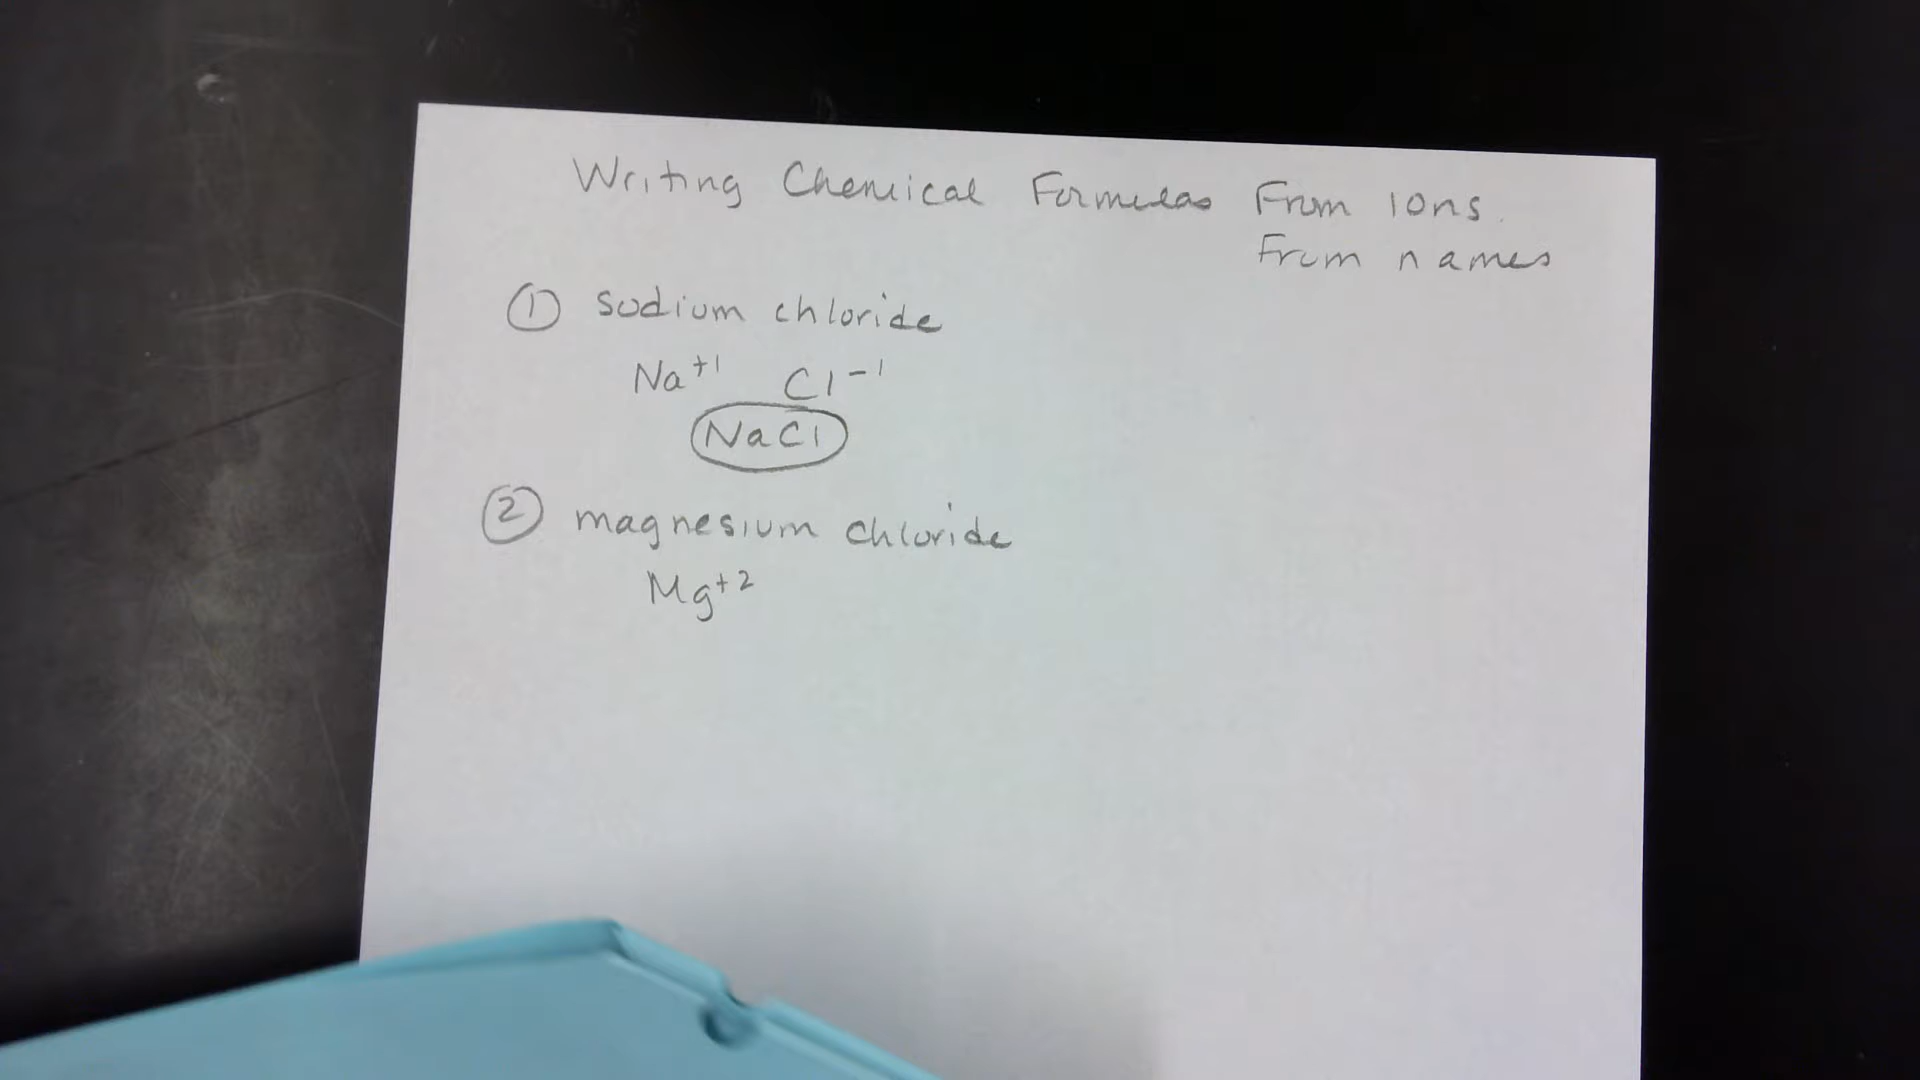 Writing Chemical Formulas From Ions.
From names
① sodium chloride
Na⁺¹ Cl⁻¹
NaCl
② magnesium chloride
Mg⁺²